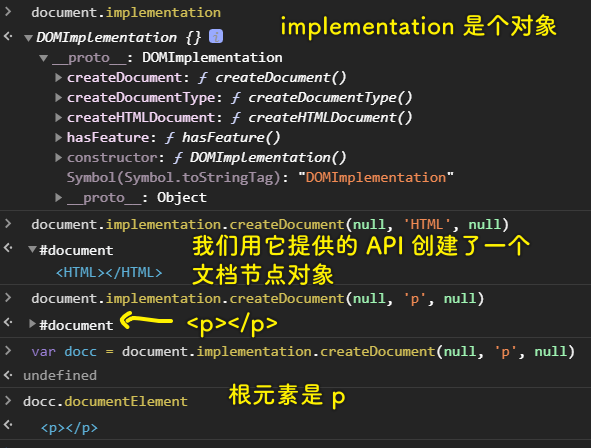 document.implementation
implementation 是个对象
DOMImplementation {} i
__proto__: DOMImplementation
createDocument: ƒ createDocument()
createDocumentType: ƒ createDocumentType()
createHTMLDocument: ƒ createHTMLDocument()
hasFeature: ƒ hasFeature()
constructor: ƒ DOMImplementation()
Symbol(Symbol.toStringTag): "DOMImplementation"
__proto__: Object
document.implementation.createDocument(null, 'HTML', null)
#document
我们用它提供的 API 创建了一个
<HTML></HTML>
文档节点对象
document.implementation.createDocument(null, 'p', null)
#document
<p></p>
var docc = document.implementation.createDocument(null, 'p', null)
undefined
docc.documentElement
根元素是 p
<p></p>